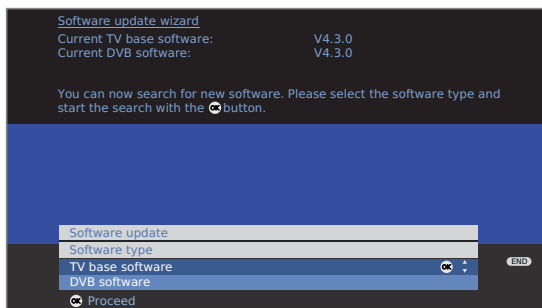 Software update wizard
Current TV base software: V4.3.0
Current DVB software: V4.3.0
You can now search for new software. Please select the software type and
start the search with the OK button.
Software update
Software type
TV base software OK
END
DVB software
OK Proceed